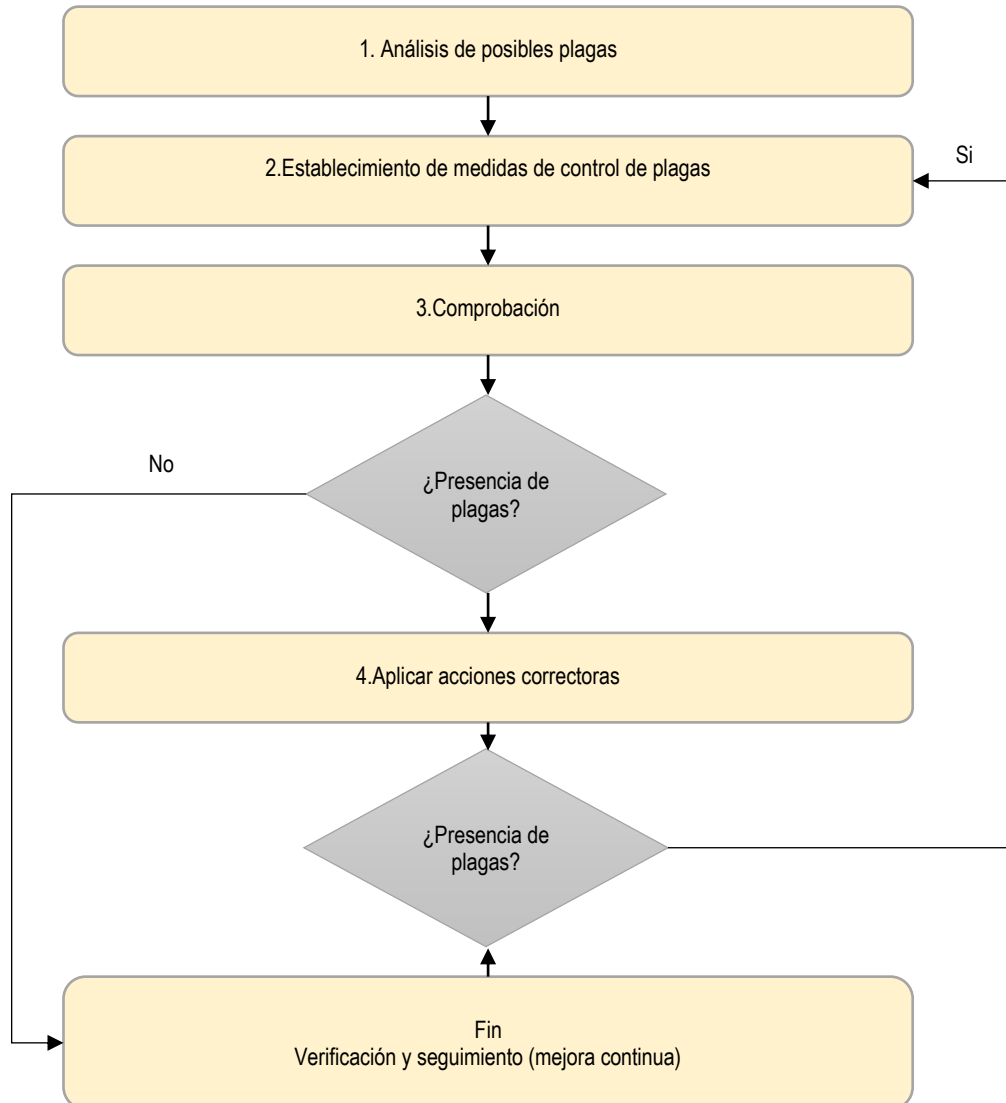 1. Análisis de posibles plagas
2.Establecimiento de medidas de control de plagas
Si
3.Comprobación
No
¿Presencia de
plagas?
4.Aplicar acciones correctoras
¿Presencia de
plagas?
Fin
Verificación y seguimiento (mejora continua)